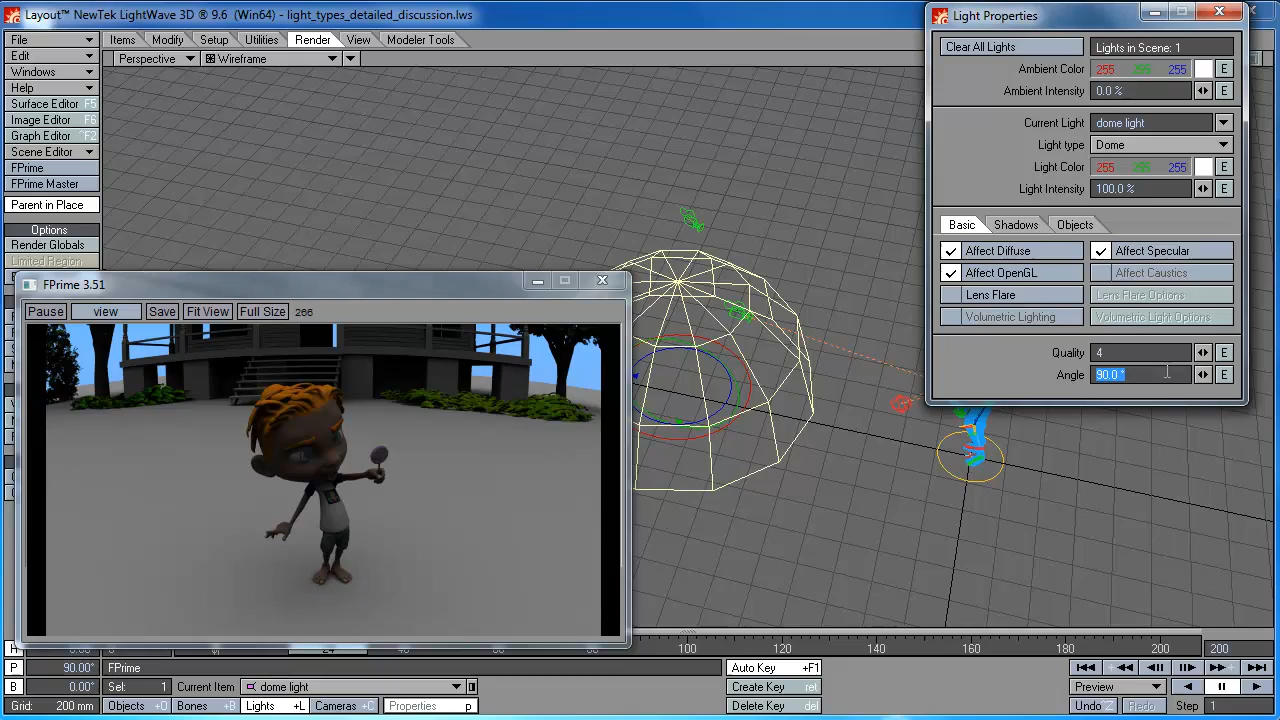 Layout™ NewTek LightWave 3D ® 9.6 (Win64) - light_types_detailed_discussion.lws
File
Edit
Windows
Help
Surface Editor F5
Image Editor F6
Graph Editor ^F2
Scene Editor
FPrime
FPrime Master
Parent in Place
Options
Render Globals
Limited Region
Items Modify Setup Utilities Render View Modeler Tools
Perspective Wireframe
FPrime 3.51
Pause view Save Fit View Full Size 266
Light Properties
Clear All Lights Lights in Scene: 1
Ambient Color 255 255 255 E
Ambient Intensity 0.0 % E
Current Light dome light
Light type Dome
Light Color 255 255 255 E
Light Intensity 100.0 % E
Basic Shadows Objects
Affect Diffuse Affect Specular
Affect OpenGL Affect Caustics
Lens Flare Lens Flare Options
Volumetric Lighting Volumetric Light Options
Quality 4 E
Angle 90.0 ° E
100 120 140 160 180 200 200
P 90.00° FPrime Auto Key +F1
B 0.00° Sel: 1 Current Item dome light Create Key ret Preview
Grid: 200 mm Objects +O Bones +B Lights +L Cameras +C Properties p Delete Key del Undo Z Redo Step 1